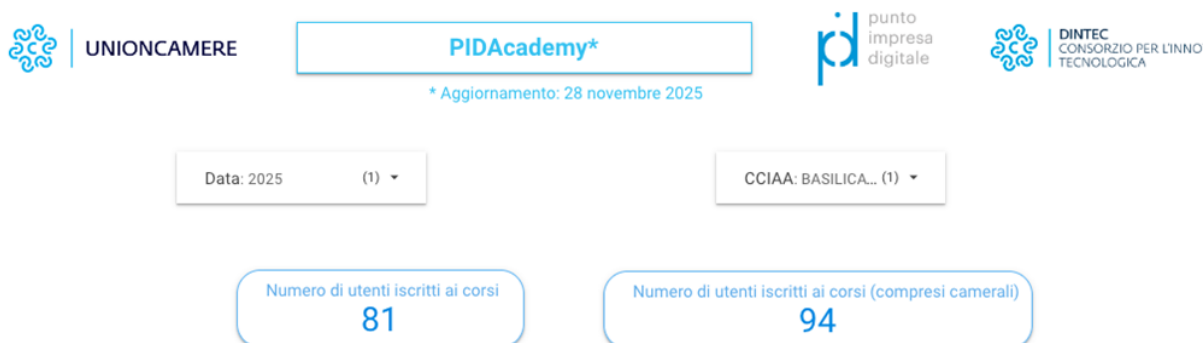 UNIONCAMERE
PIDAcademy*
punto
impresa
digitale
pid
DINTEC
CONSORZIO PER L'INNO
TECNOLOGICA
* Aggiornamento: 28 novembre 2025
Data: 2025 (1)
CCIAA: BASILICA... (1)
Numero di utenti iscritti ai corsi
81
Numero di utenti iscritti ai corsi (compresi camerali)
94